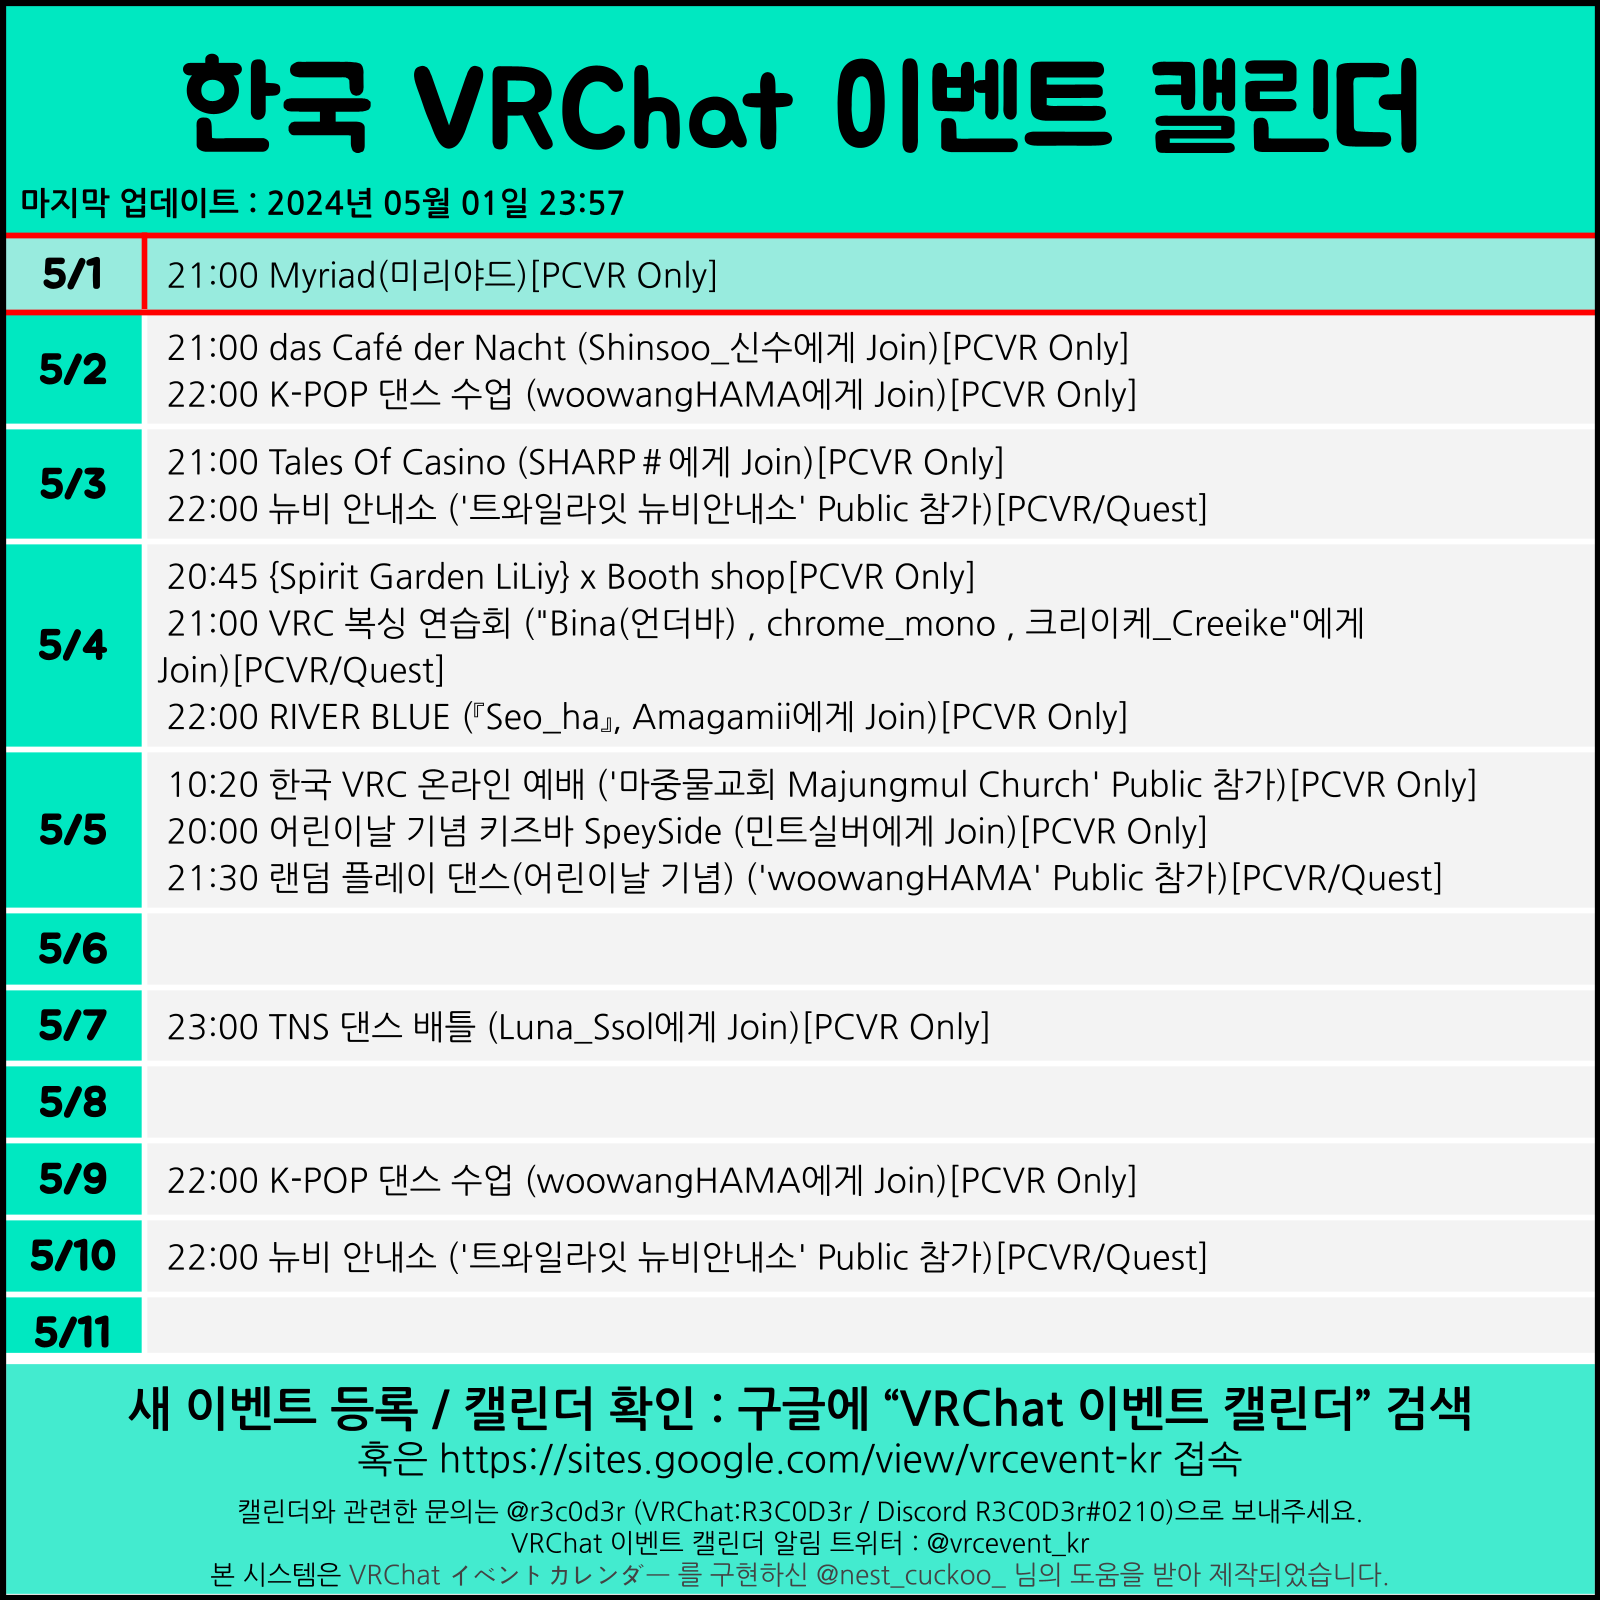 한국 VRChat 이벤트 캘린더
마지막 업데이트 : 2024년 05월 01일 23:57
5/1
21:00 Myriad(미리야드)[PCVR Only]
5/2
21:00 das Café der Nacht (Shinsoo_신수에게 Join)[PCVR Only]
22:00 K-POP 댄스 수업 (woowangHAMA에게 Join)[PCVR Only]
5/3
21:00 Tales Of Casino (SHARP＃에게 Join)[PCVR Only]
22:00 뉴비 안내소 ('트와일라잇 뉴비안내소' Public 참가)[PCVR/Quest]
5/4
20:45 {Spirit Garden LiLiy} x Booth shop[PCVR Only]
21:00 VRC 복싱 연습회 ("Bina(언더바) , chrome_mono , 크리이케_Creeike"에게
Join)[PCVR/Quest]
22:00 RIVER BLUE (『Seo_ha』, Amagamii에게 Join)[PCVR Only]
5/5
10:20 한국 VRC 온라인 예배 ('마중물교회 Majungmul Church' Public 참가)[PCVR Only]
20:00 어린이날 기념 키즈바 SpeySide (민트실버에게 Join)[PCVR Only]
21:30 랜덤 플레이 댄스(어린이날 기념) ('woowangHAMA' Public 참가)[PCVR/Quest]
5/6
5/7
23:00 TNS 댄스 배틀 (Luna_Ssol에게 Join)[PCVR Only]
5/8
5/9
22:00 K-POP 댄스 수업 (woowangHAMA에게 Join)[PCVR Only]
5/10
22:00 뉴비 안내소 ('트와일라잇 뉴비안내소' Public 참가)[PCVR/Quest]
5/11
새 이벤트 등록 / 캘린더 확인 : 구글에 “VRChat 이벤트 캘린더” 검색
혹은 https://sites.google.com/view/vrcevent-kr 접속
캘린더와 관련한 문의는 @r3c0d3r (VRChat:R3C0D3r / Discord R3C0D3r#0210)으로 보내주세요.
VRChat 이벤트 캘린더 알림 트위터 : @vrcevent_kr
본 시스템은 VRChat イベントカレンダー 를 구현하신 @nest_cuckoo_ 님의 도움을 받아 제작되었습니다.